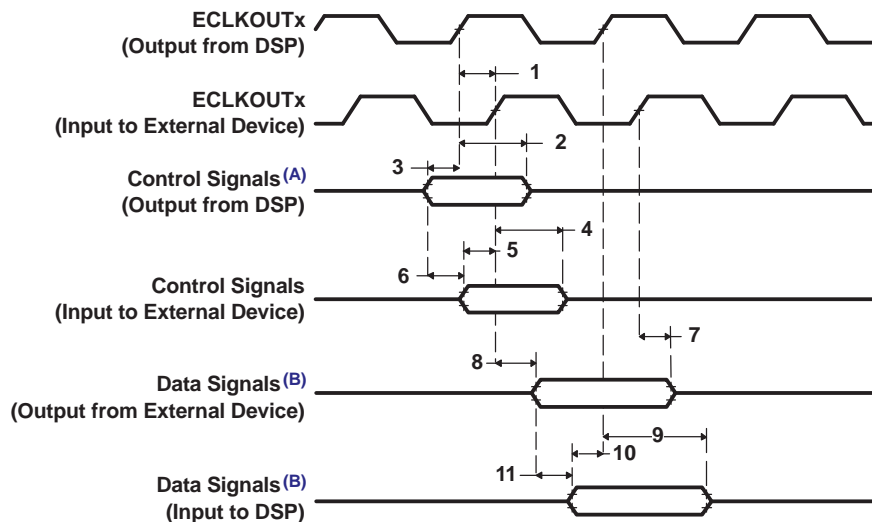 ECLKOUTx
(Output from DSP)
1
ECLKOUTx
(Input to External Device)
2
3
Control Signals(A)
(Output from DSP)
4
5
6
Control Signals
(Input to External Device)
7
8
Data Signals(B)
(Output from External Device)
9
10
11
Data Signals(B)
(Input to DSP)